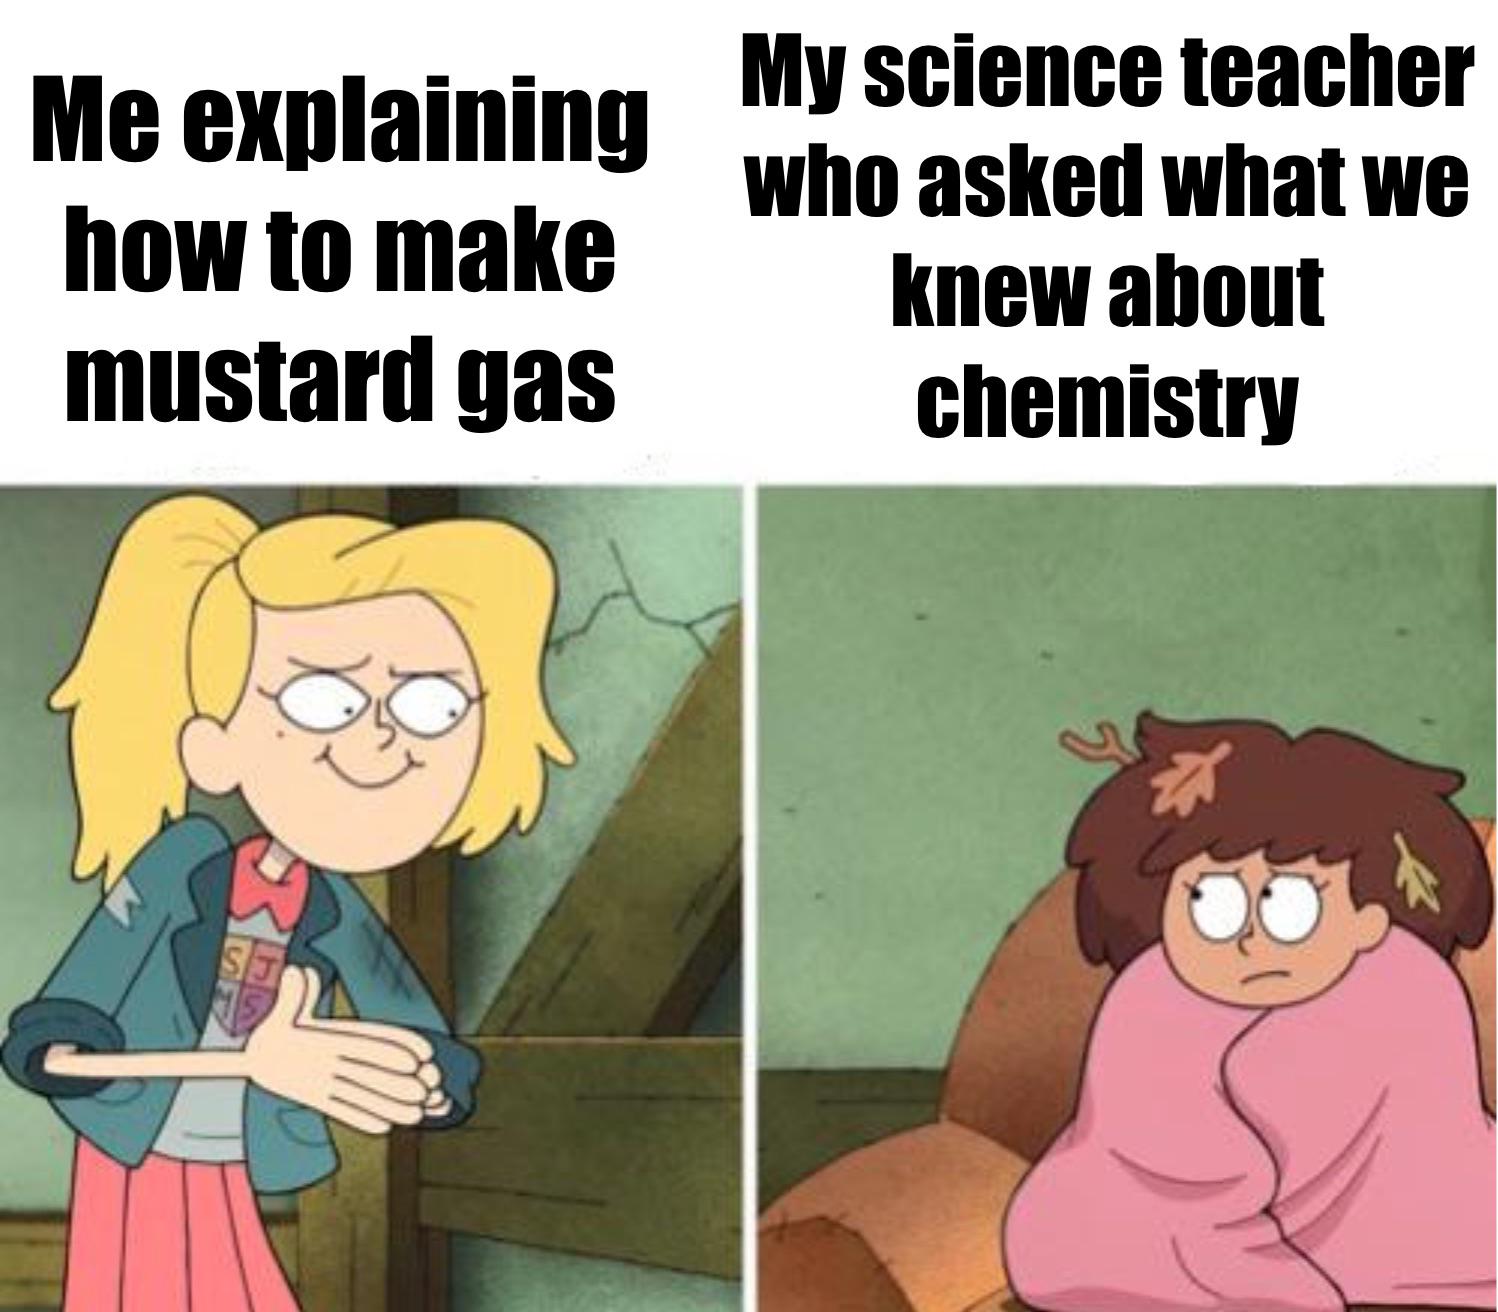 Me explaining
how to make
mustard gas
My science teacher
who asked what we
knew about
chemistry
S J
M S